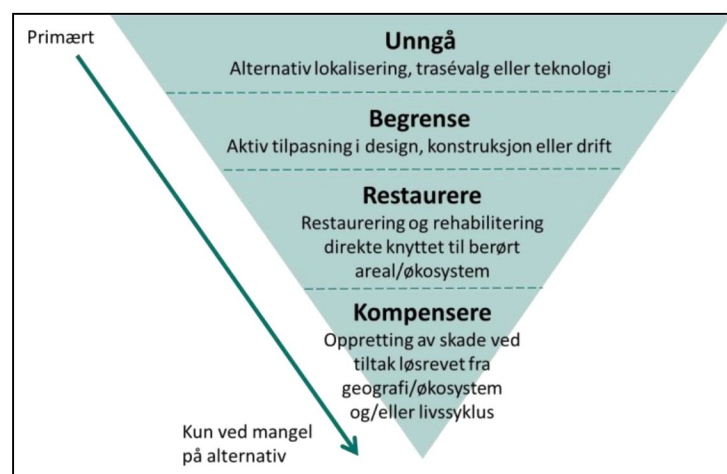 Primært
Unngå
Alternativ lokalisering, trasévalg eller teknologi
Begrense
Aktiv tilpasning i design, konstruksjon eller drift
Restaurere
Restaurering og rehabilitering
direkte knyttet til berørt
areal/økosystem
Kompensere
Oppretting av skade ved
tiltak løsrevet fra
geografi/økosystem
og/eller livssyklus
Kun ved mangel
på alternativ